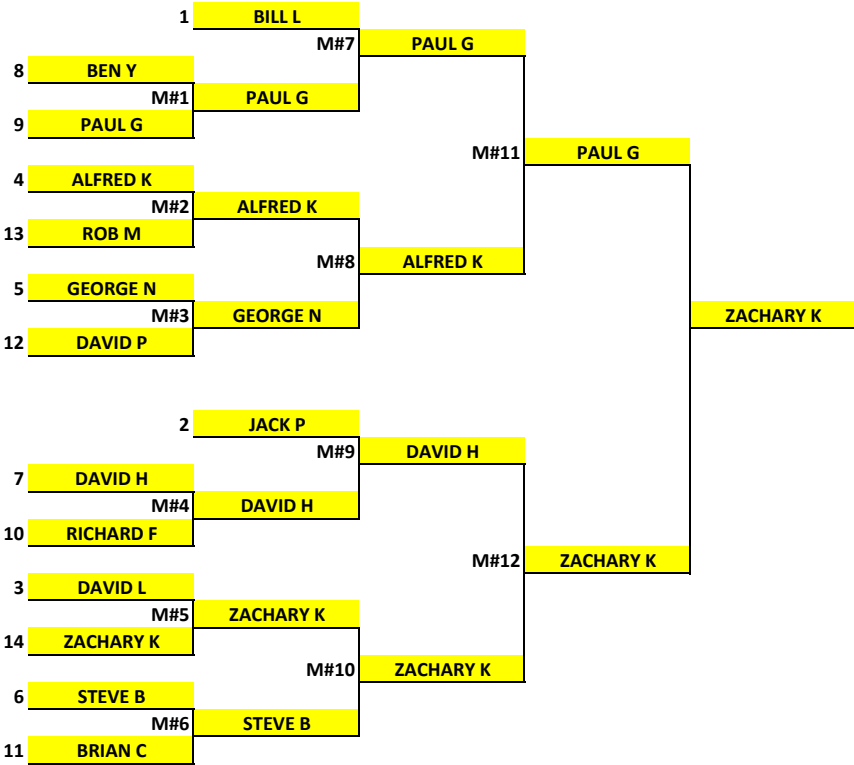 1 BILL L
M#7 PAUL G
8 BEN Y
M#1 PAUL G
9 PAUL G
M#11 PAUL G
4 ALFRED K
M#2 ALFRED K
13 ROB M
M#8 ALFRED K
5 GEORGE N
M#3 GEORGE N
ZACHARY K
12 DAVID P
2 JACK P
M#9 DAVID H
7 DAVID H
M#4 DAVID H
10 RICHARD F
M#12 ZACHARY K
3 DAVID L
M#5 ZACHARY K
14 ZACHARY K
M#10 ZACHARY K
6 STEVE B
M#6 STEVE B
11 BRIAN C